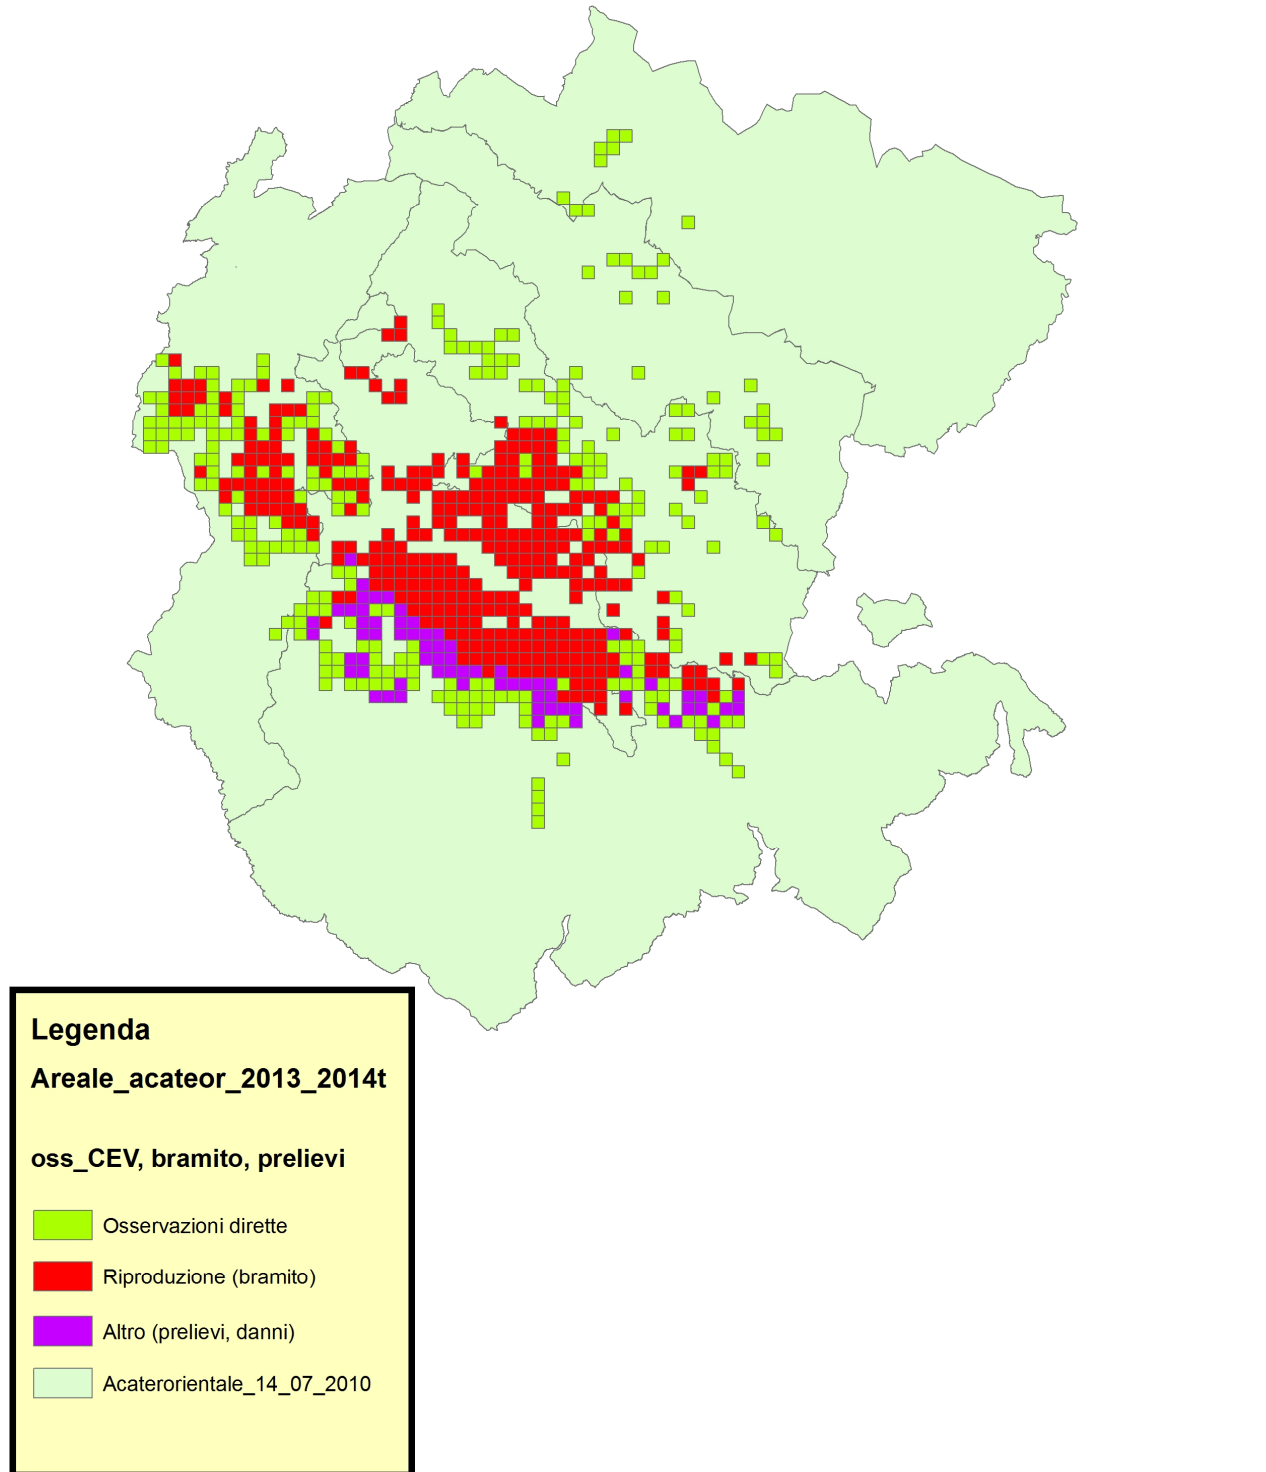 Legenda
Areale_acateor_2013_2014t
oss_CEV, bramito, prelievi
Osservazioni dirette
Riproduzione (bramito)
Altro (prelievi, danni)
Acaterorientale_14_07_2010